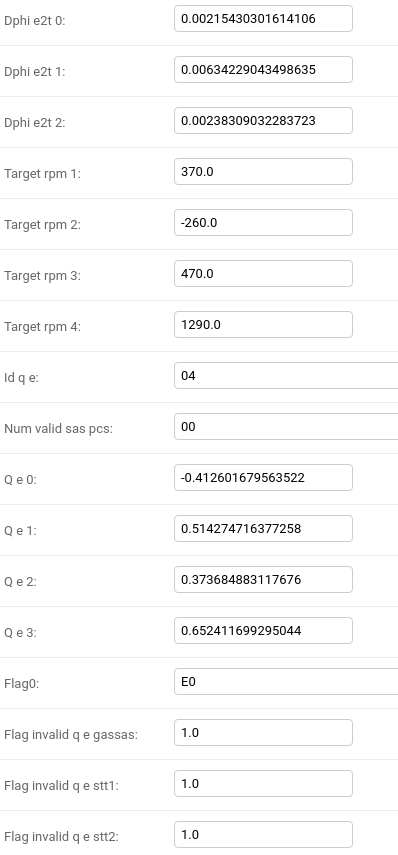 Dphi e2t 0: 0.00215430301614106
Dphi e2t 1: 0.00634229043498635
Dphi e2t 2: 0.00238309032283723
Target rpm 1: 370.0
Target rpm 2: -260.0
Target rpm 3: 470.0
Target rpm 4: 1290.0
Id q e: 04
Num valid sas pcs: 00
Q e 0: -0.412601679563522
Q e 1: 0.514274716377258
Q e 2: 0.373684883117676
Q e 3: 0.652411699295044
Flag0: E0
Flag invalid q e gassas: 1.0
Flag invalid q e stt1: 1.0
Flag invalid q e stt2: 1.0